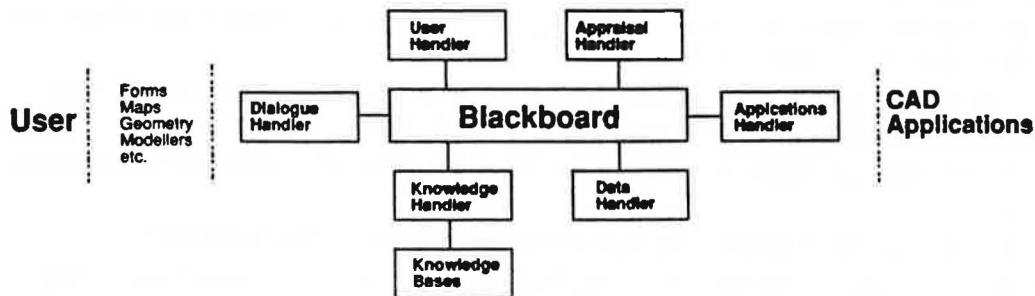 User
Handler
Appraisal
Handler
User
Forms
Maps
Geometry
Modellers
etc.
Dialogue
Handler
Blackboard
Appications
Handler
CAD
Applications
Knowledge
Handler
Data
Handler
Knowledge
Bases